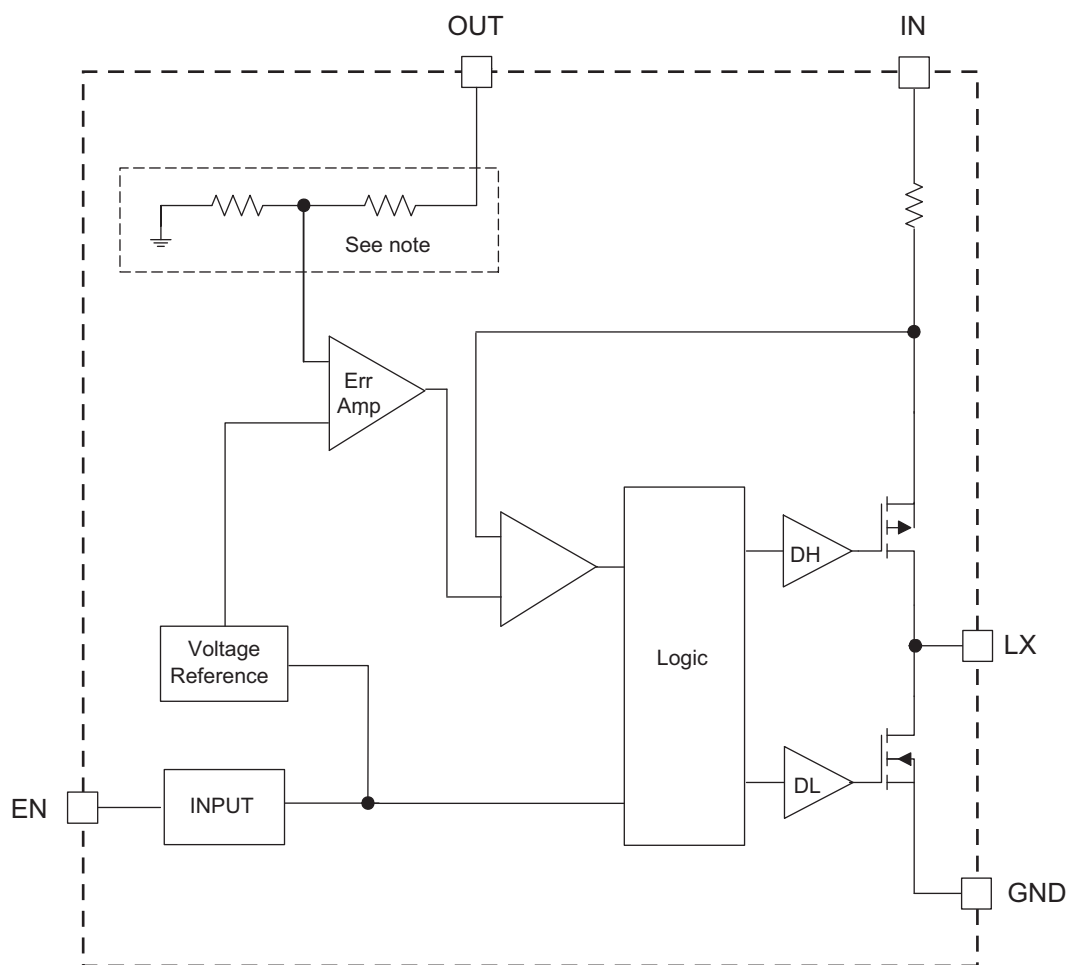 OUT
IN
See note
Err
Amp
DH
Voltage
Reference
Logic
LX
EN
INPUT
DL
GND